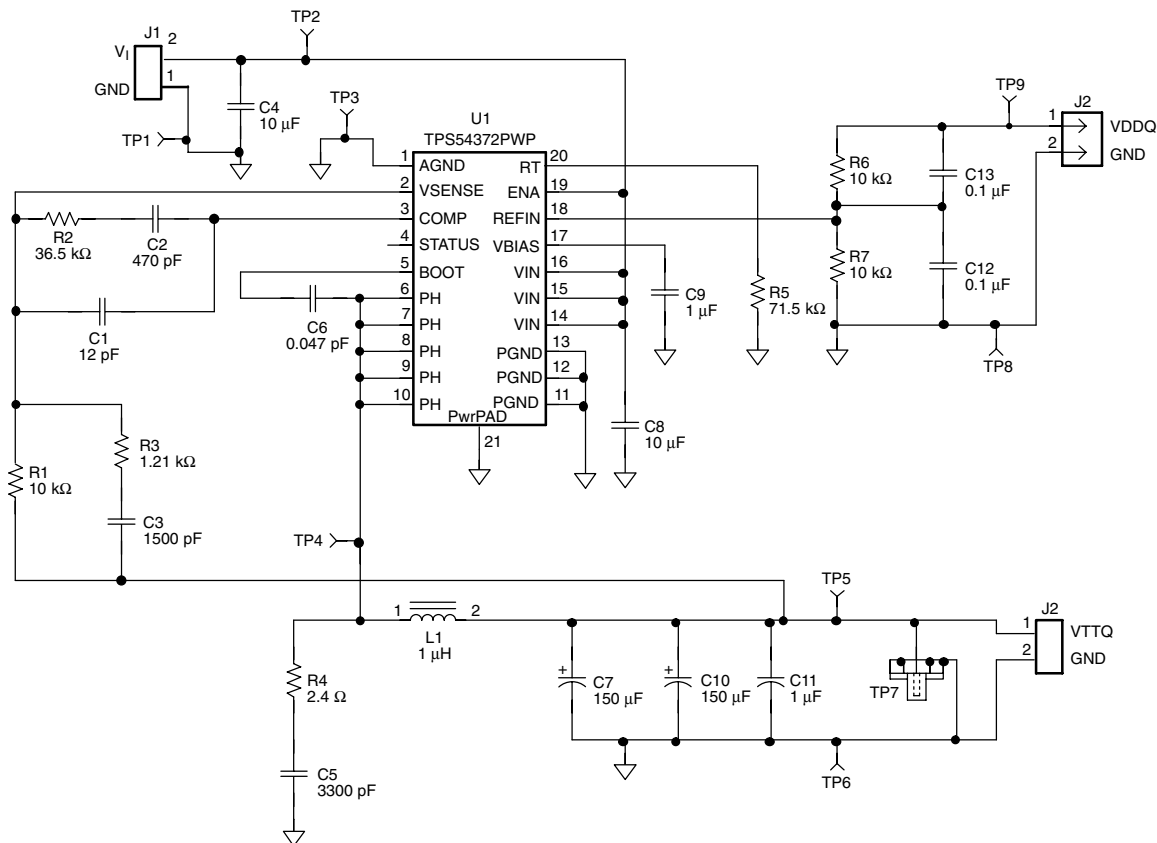 J1
VI
2
1
GND
TP2
C4
10 µF
TP1
TP3
U1
TPS54372PWP
1
AGND
RT
20
2
VSENSE
ENA
19
3
COMP
REFIN
18
4
STATUS
VBIAS
17
5
BOOT
VIN
16
6
PH
VIN
15
7
PH
VIN
14
8
PH
PGND
13
9
PH
PGND
12
10
PH
PGND
11
PwrPAD
21
R2
36.5 kΩ
C2
470 pF
C1
12 pF
C6
0.047 pF
R3
1.21 kΩ
R1
10 kΩ
C3
1500 pF
C9
1 µF
R5
71.5 kΩ
C8
10 µF
TP9
J2
1
VDDQ
2
GND
R6
10 kΩ
C13
0.1 µF
R7
10 kΩ
C12
0.1 µF
TP8
TP4
1
2
L1
1 µH
R4
2.4 Ω
C5
3300 pF
+
C7
150 µF
+
C10
150 µF
C11
1 µF
TP5
TP7
TP6
J2
1
VTTQ
2
GND